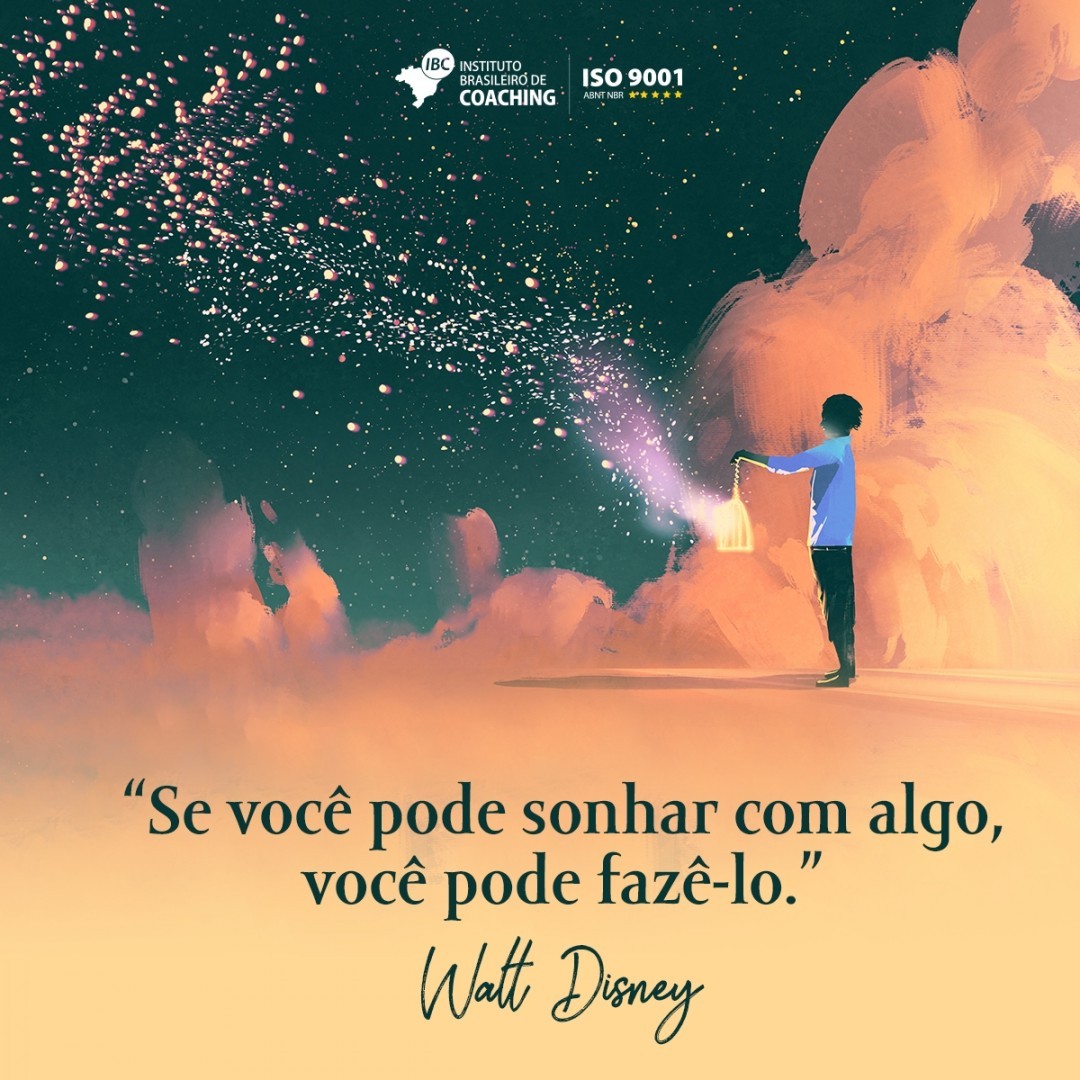 IBC
INSTITUTO
BRASILEIRO DE
COACHING
ISO 9001
ABNT NBR
“Se você pode sonhar com algo,
você pode fazê-lo.”
Walt Disney